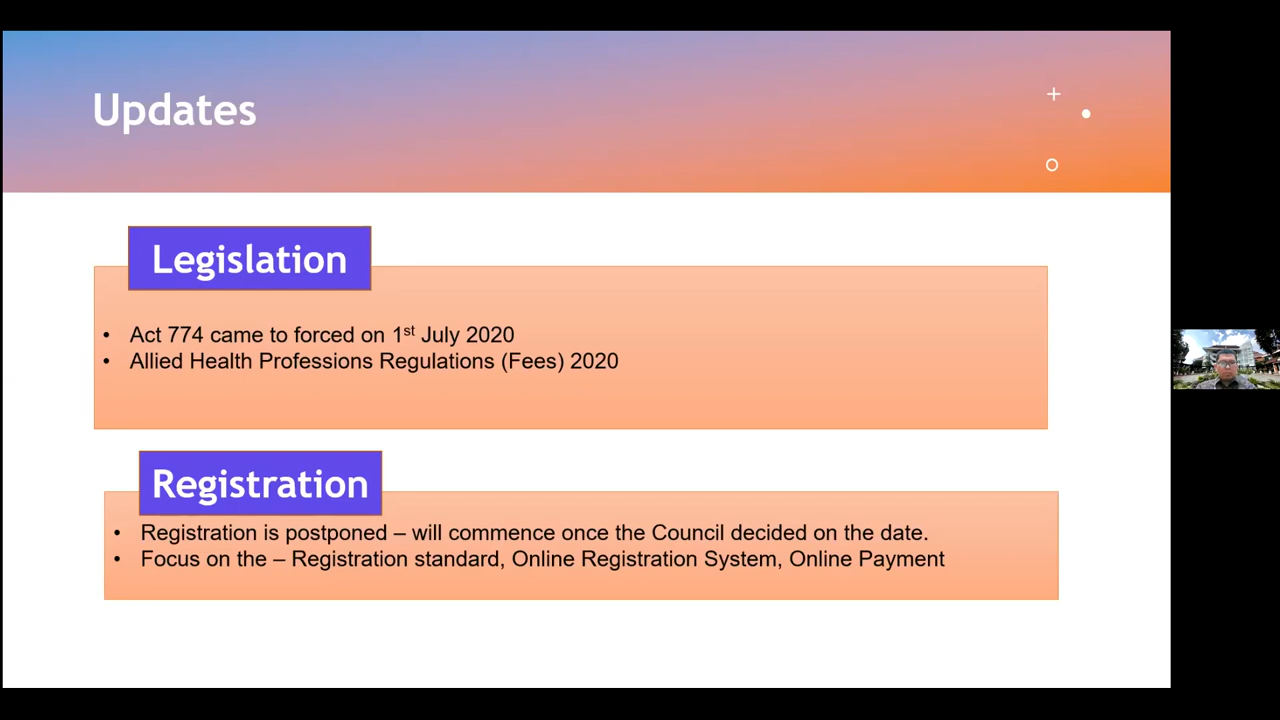 Updates
Legislation
• Act 774 came to forced on 1st July 2020
• Allied Health Professions Regulations (Fees) 2020
Registration
• Registration is postponed – will commence once the Council decided on the date.
• Focus on the – Registration standard, Online Registration System, Online Payment